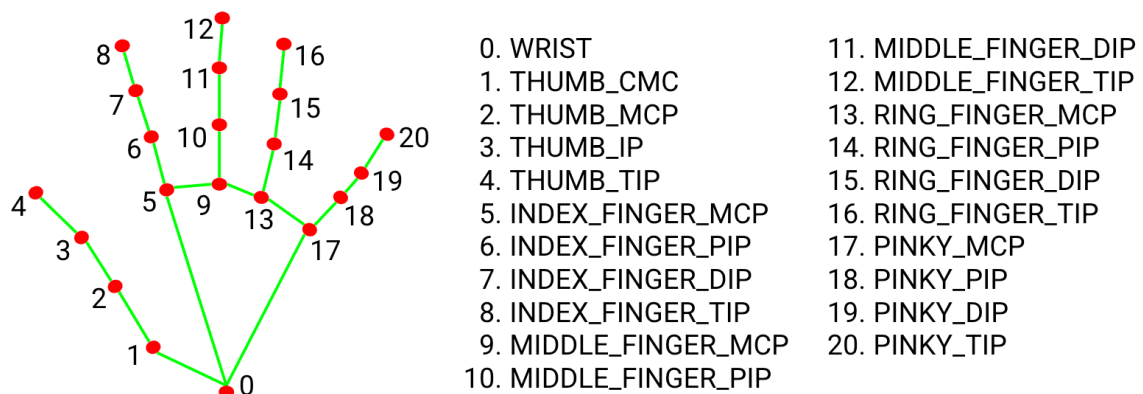 12
8
16
11
7
15
10
20
6
14
19
4
5
9
13
18
3
17
2
1
0
0. WRIST
1. THUMB_CMC
2. THUMB_MCP
3. THUMB_IP
4. THUMB_TIP
5. INDEX_FINGER_MCP
6. INDEX_FINGER_PIP
7. INDEX_FINGER_DIP
8. INDEX_FINGER_TIP
9. MIDDLE_FINGER_MCP
10. MIDDLE_FINGER_PIP
11. MIDDLE_FINGER_DIP
12. MIDDLE_FINGER_TIP
13. RING_FINGER_MCP
14. RING_FINGER_PIP
15. RING_FINGER_DIP
16. RING_FINGER_TIP
17. PINKY_MCP
18. PINKY_PIP
19. PINKY_DIP
20. PINKY_TIP